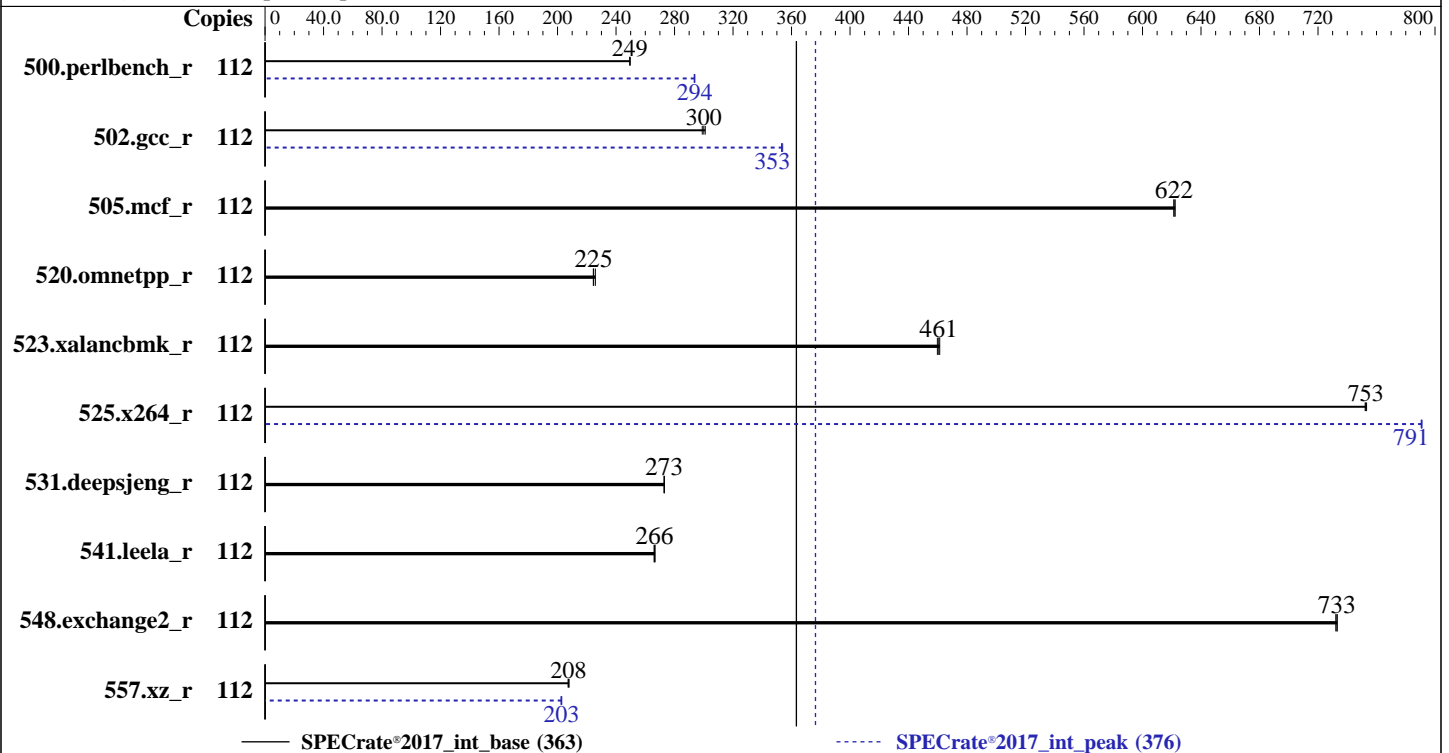 Copies 0 40.0 80.0 120 160 200 240 280 320 360 400 440 480 520 560 600 640 680 720 800
249
500.perlbench_r 112
294
300
502.gcc_r 112
353
622
505.mcf_r 112
225
520.omnetpp_r 112
461
523.xalancbmk_r 112
753
525.x264_r 112
791
273
531.deepsjeng_r 112
266
541.leela_r 112
733
548.exchange2_r 112
208
557.xz_r 112
203
SPECrate®2017_int_base (363) SPECrate®2017_int_peak (376)